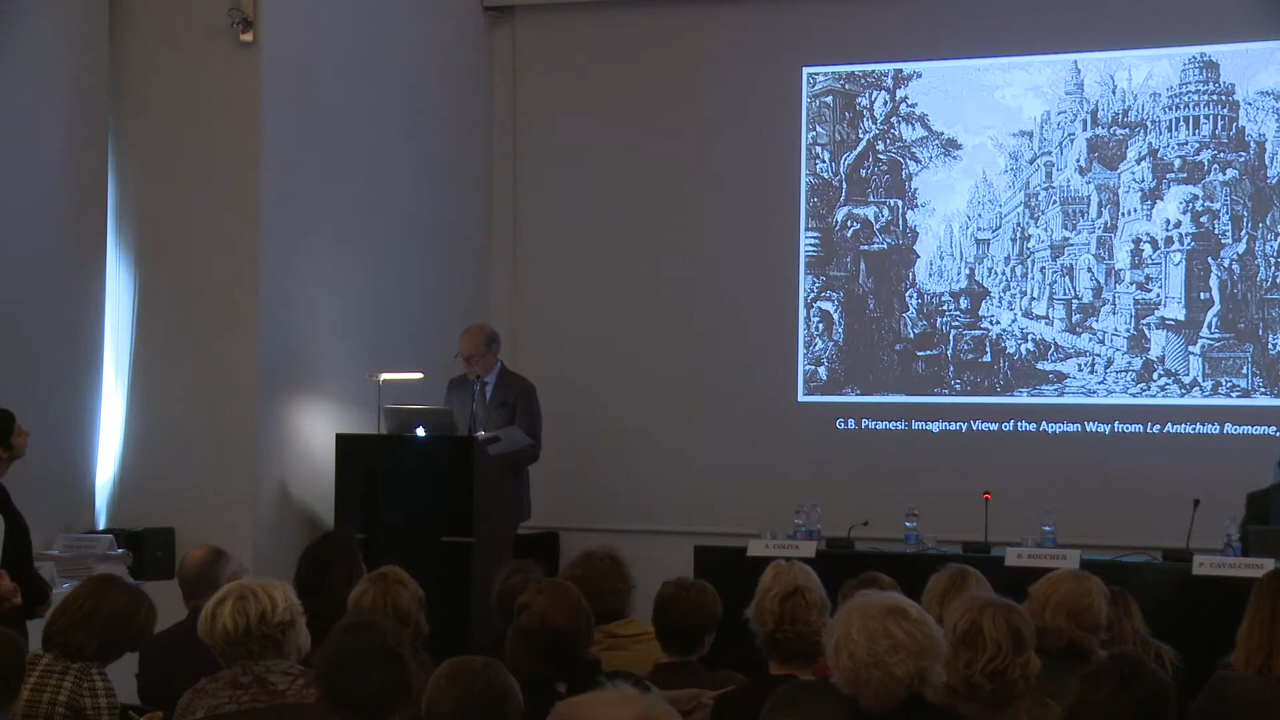 G.B. Piranesi: Imaginary View of the Appian Way from Le Antichità Romane,
A. COLIVA
B. BOUCHER
P. CAVALCHINI